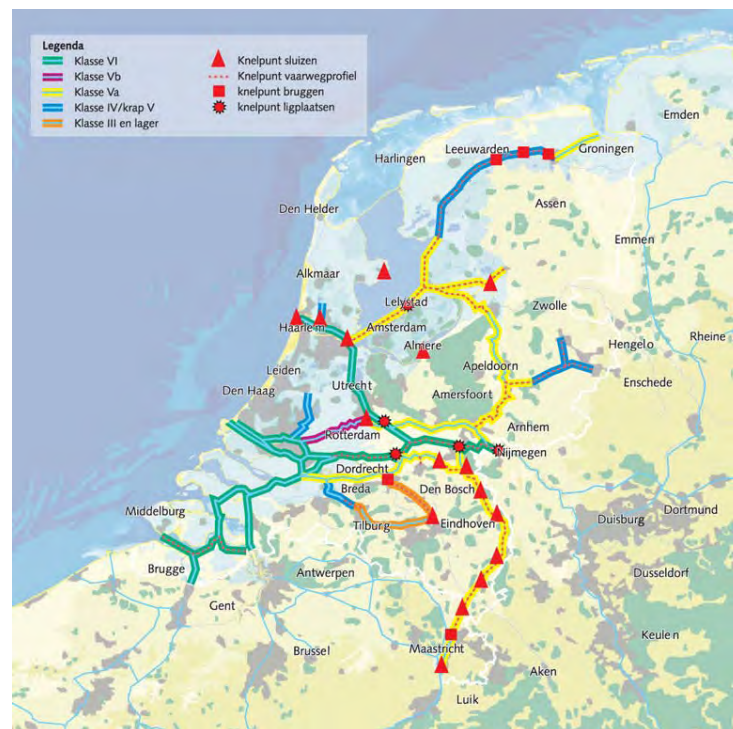 Legenda
Klasse VI
Klasse Vb
Klasse Va
Klasse IV/krap V
Klasse III en lager
Knelpunt sluizen
Knelpunt vaarwegprofiel
knelpunt bruggen
knelpunt ligplaatsen
Emden
Leeuwarden
Groningen
Harlingen
Assen
Den Helder
Emmen
Alkmaar
Lelystad
Zwolle
Haarlem
Amsterdam
Rheine
Hengelo
Almere
Leiden
Apeldoorn
Enschede
Utrecht
Den Haag
Amersfoort
Arnhem
Rotterdam
Nijmegen
Dordrecht
Breda
Den Bosch
Middelburg
Dortmund
Tilburg
Eindhoven
Duisburg
Brugge
Antwerpen
Dusseldorf
Gent
Keulen
Brussel
Maastricht
Aken
Luik